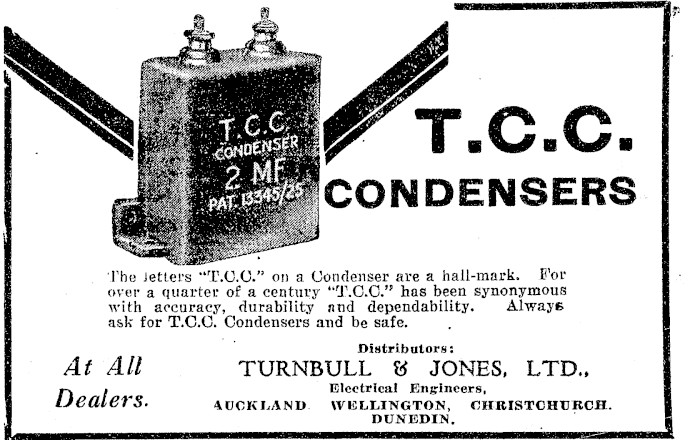 T.C.C.
CONDENSER
2 MF
PAT. 13345/25
T.C.C.
CONDENSERS
The letters "T.C.C." on a Condenser are a hall-mark. For
over a quarter of a century "T.C.C." has been synonymous
with accuracy, durability and dependability. Always
ask for T.C.C. Condensers and be safe.
At All
Dealers.
Distributors:
TURNBULL & JONES, LTD.,
Electrical Engineers,
AUCKLAND WELLINGTON, CHRISTCHURCH.
DUNEDIN.